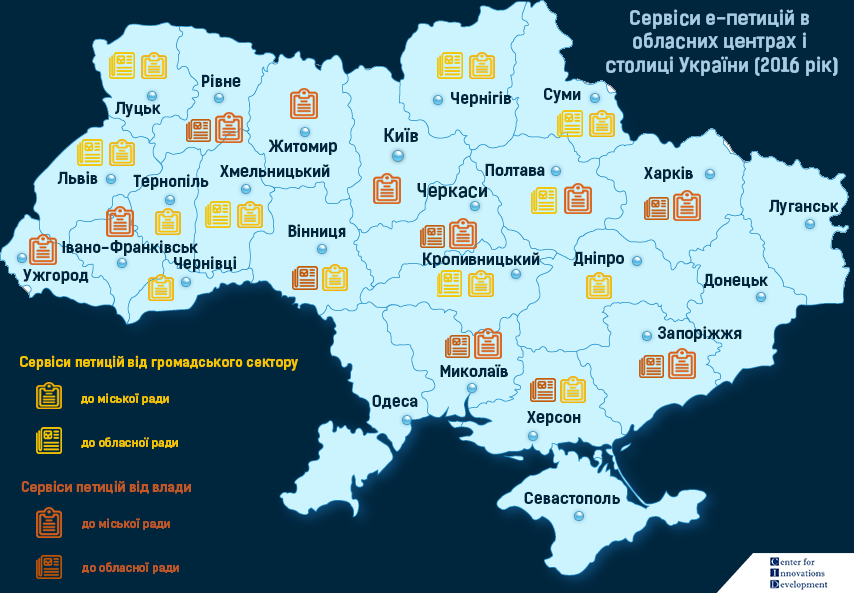 Сервіси е-петицій в
обласних центрах і
столиці України (2016 рік)
Луцьк
Рівне
Житомир
Київ
Чернігів
Суми
Львів
Тернопіль
Хмельницький
Черкаси
Полтава
Харків
Луганськ
Ужгород
Івано-Франківськ
Чернівці
Вінниця
Кропивницький
Дніпро
Донецьк
Запоріжжя
Миколаїв
Одеса
Херсон
Севастополь
Сервіси петицій від громадського сектору
до міської ради
до обласної ради
Сервіси петицій від влади
до міської ради
до обласної ради
Center for
Innovations
Development